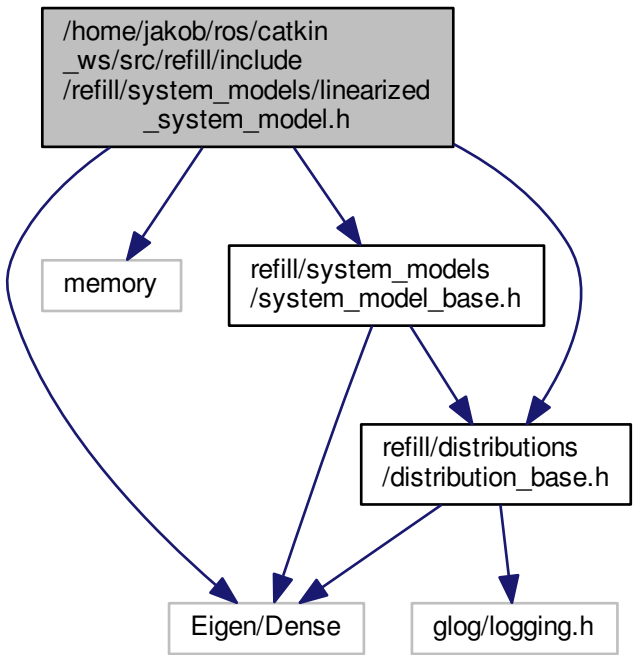 /home/jakob/ros/catkin
_ws/src/refill/include
/refill/system_models/linearized
_system_model.h
memory
refill/system_models
/system_model_base.h
refill/distributions
/distribution_base.h
Eigen/Dense
glog/logging.h